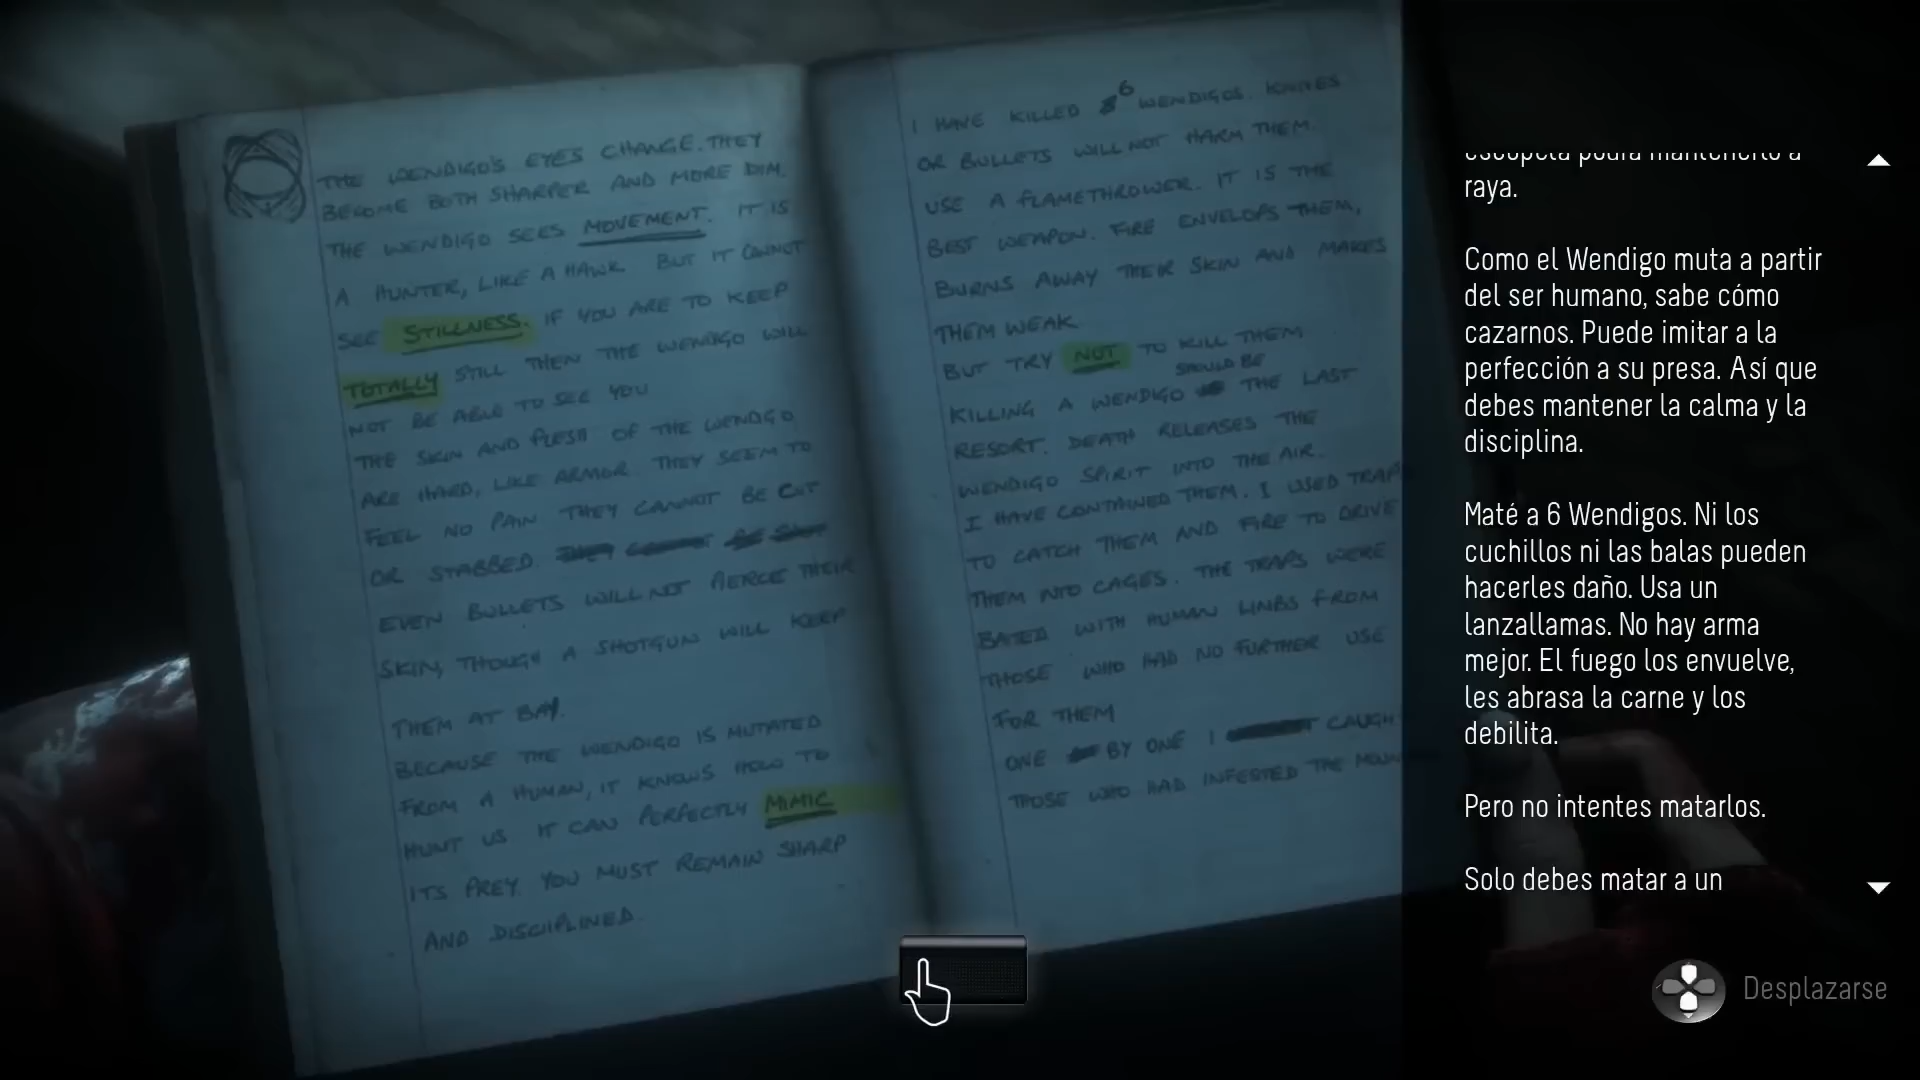 THE WENDIGO'S EYES CHANGE. THEY
BECOME BOTH SHARPER AND MORE DIM.
THE WENDIGO SEES MOVEMENT. IT IS
A HUNTER, LIKE A HAWK. BUT IT CANNOT
SEE STILLNESS. IF YOU ARE TO KEEP
TOTALLY STILL THEN THE WENDIGO WILL
NOT BE ABLE TO SEE YOU
THE SKIN AND FLESH OF THE WENDIGO
ARE HARD, LIKE ARMOR THEY SEEM TO
FEEL NO PAIN THEY CANNOT BE CUT
OR STABBED
EVEN BULLETS WILL NOT PIERCE THEIR
SKIN, THOUGH A SHOTGUN WILL KEEP
THEM AT BAY.
BECAUSE THE WENDIGO IS MUTATED
FROM A HUMAN, IT KNOWS HOW TO
HUNT US IT CAN PERFECTLY MIMIC
ITS PREY. YOU MUST REMAIN SHARP
AND DISCIPLINED.
I HAVE KILLED 6 WENDIGOS. KNIVES
OR BULLETS WILL NOT HARM THEM.
USE A FLAMETHROWER. IT IS THE
BEST WEAPON. FIRE ENVELOPS THEM,
BURNS AWAY THEIR SKIN AND MAKES
THEM WEAK.
BUT TRY NOT TO KILL THEM
SHOULD BE
KILLING A WENDIGO THE LAST
RESORT. DEATH RELEASES THE
WENDIGO SPIRIT INTO THE AIR.
I HAVE CONTAINED THEM. I USED TRAP
TO CATCH THEM AND FIRE TO DRIVE
THEM INTO CAGES. THE TRAPS WERE
BAITED WITH HUMAN LIMBS FROM
THOSE WHO HAD NO FURTHER USE
FOR THEM
ONE BY ONE I CAUGH
THOSE WHO HAD INFESTED THE MOUN
escopeta podrá mantenerlo a
raya.
Como el Wendigo muta a partir
del ser humano, sabe cómo
cazarnos. Puede imitar a la
perfección a su presa. Así que
debes mantener la calma y la
disciplina.
Maté a 6 Wendigos. Ni los
cuchillos ni las balas pueden
hacerles daño. Usa un
lanzallamas. No hay arma
mejor. El fuego los envuelve,
les abrasa la carne y los
debilita.
Pero no intentes matarlos.
Solo debes matar a un
Desplazarse